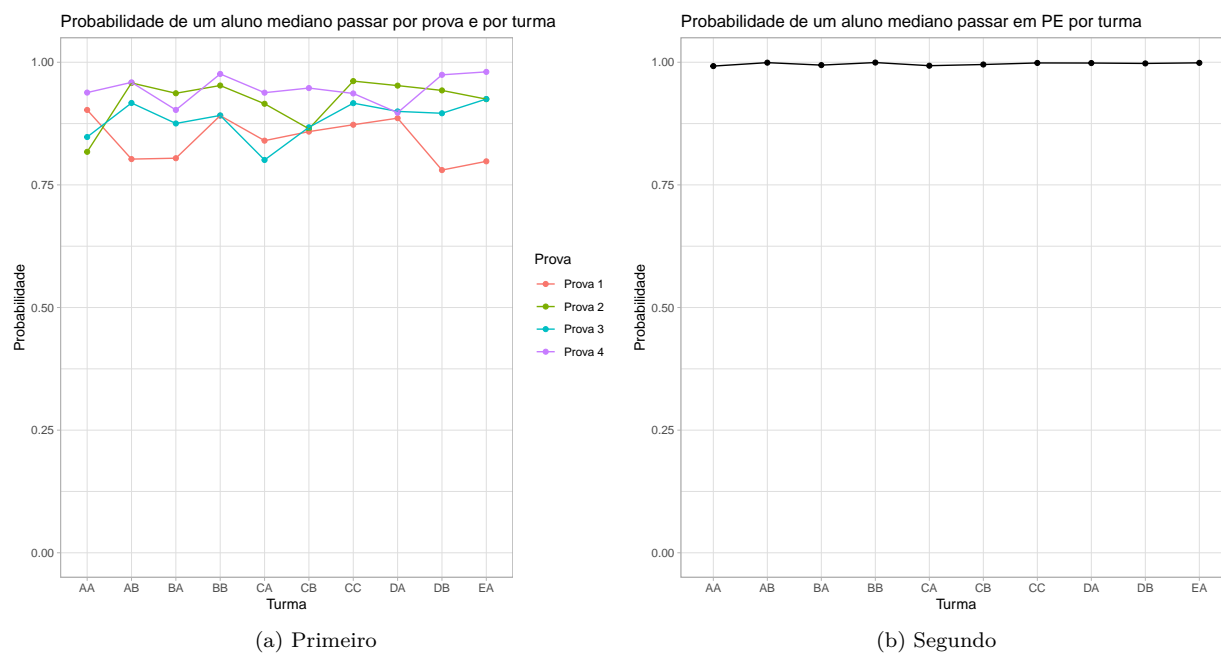 Probabilidade de um aluno mediano passar por prova e por turma
Probabilidade
1.00
0.75
0.50
0.25
0.00
AA AB BA BB CA CB CC DA DB EA
Turma
Prova
Prova 1
Prova 2
Prova 3
Prova 4
(a) Primeiro
Probabilidade de um aluno mediano passar em PE por turma
Probabilidade
1.00
0.75
0.50
0.25
0.00
AA AB BA BB CA CB CC DA DB EA
Turma
(b) Segundo